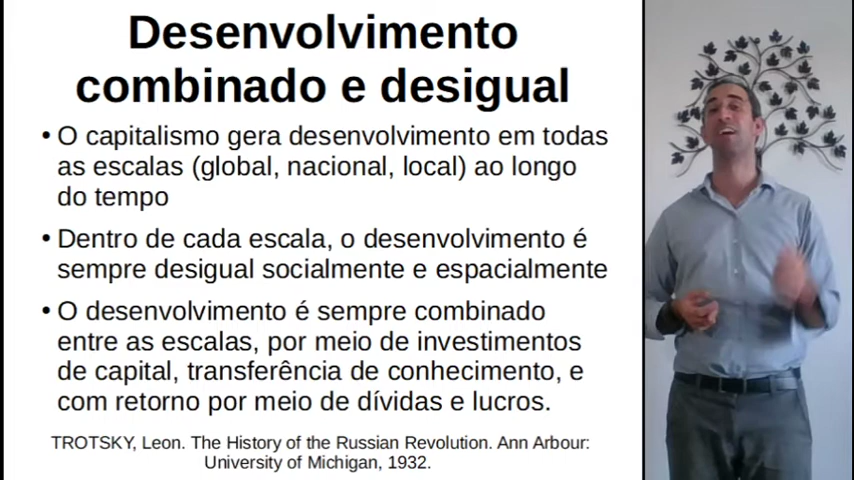 Desenvolvimento
combinado e desigual
• O capitalismo gera desenvolvimento em todas
as escalas (global, nacional, local) ao longo
do tempo
• Dentro de cada escala, o desenvolvimento é
sempre desigual socialmente e espacialmente
• O desenvolvimento é sempre combinado
entre as escalas, por meio de investimentos
de capital, transferência de conhecimento, e
com retorno por meio de dívidas e lucros.
TROTSKY, Leon. The History of the Russian Revolution. Ann Arbour:
University of Michigan, 1932.